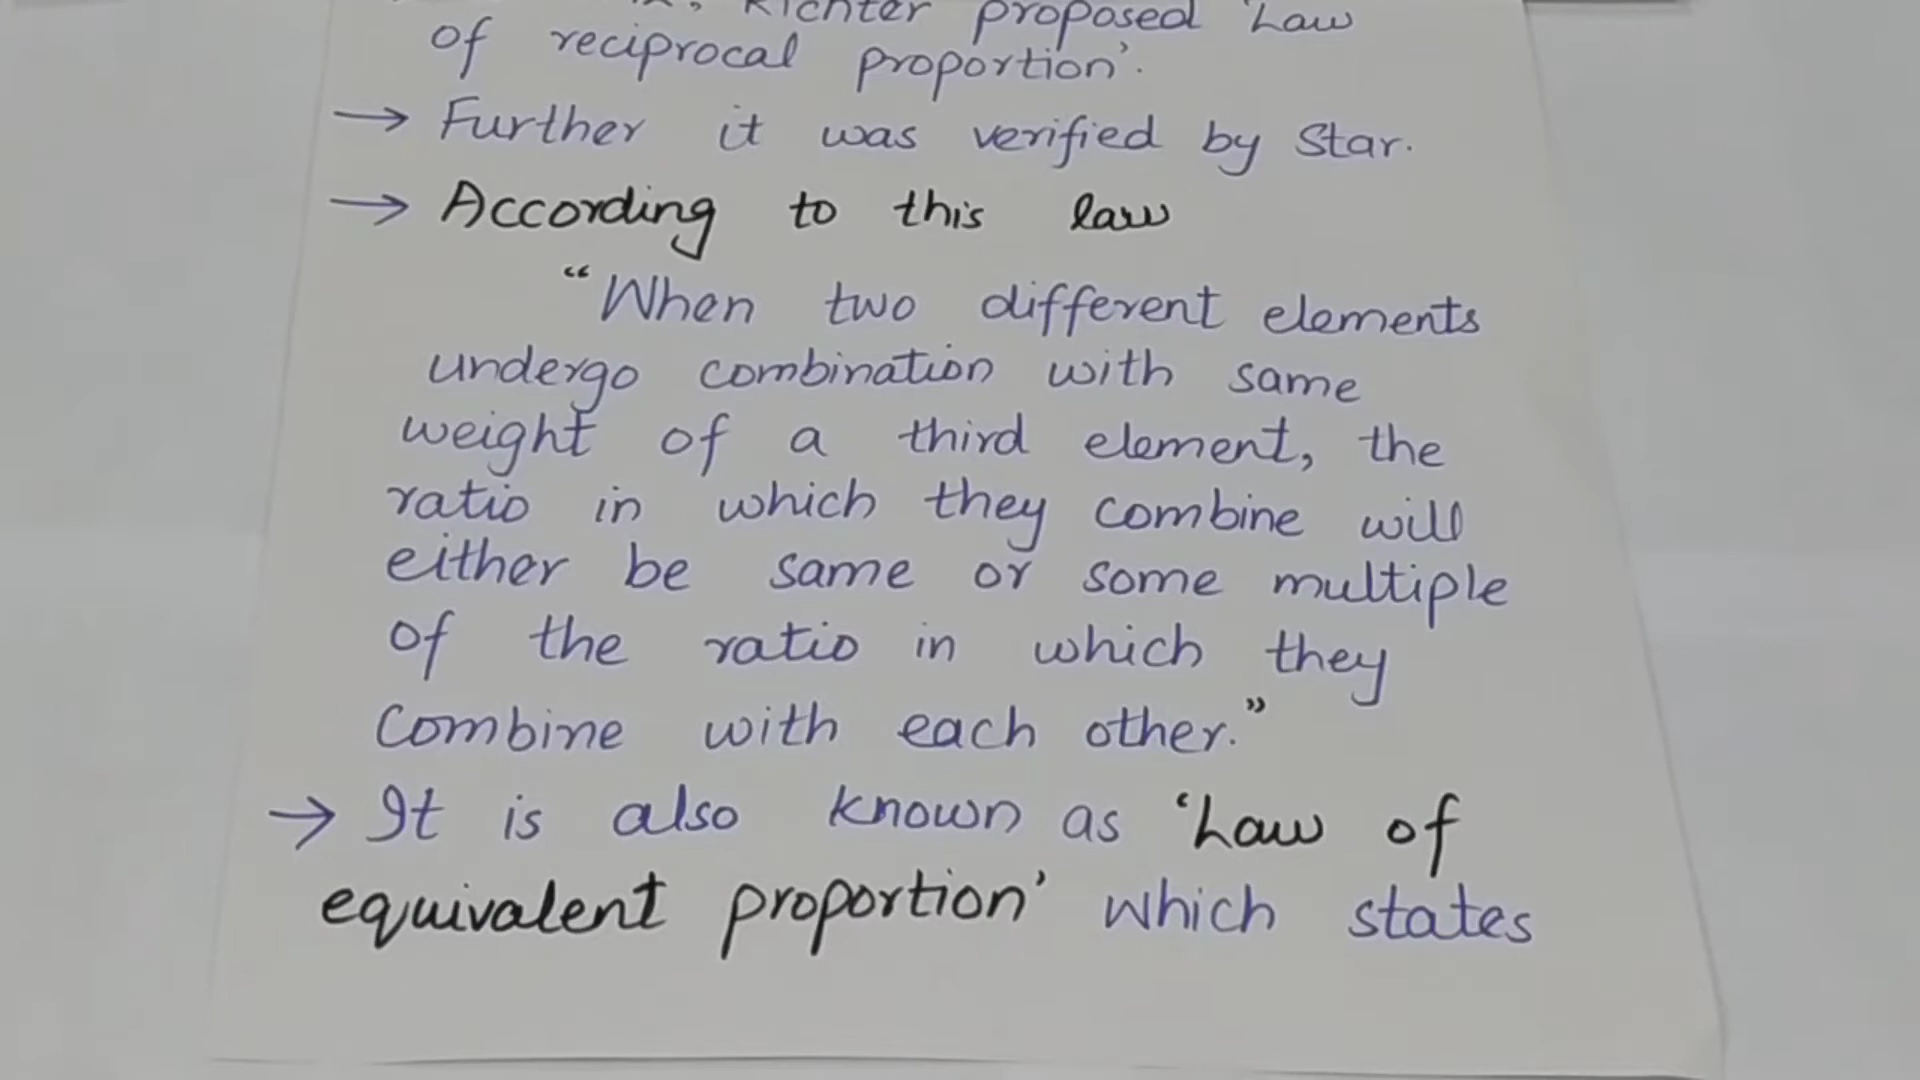 Richter proposed 'Law
of reciprocal proportion'.
→ Further it was verified by Star.
→ According to this law
"When two different elements
undergo combination with same
weight of a third element, the
ratio in which they combine will
either be same or some multiple
of the ratio in which they
combine with each other."
→ It is also known as 'Law of
equivalent proportion' which states